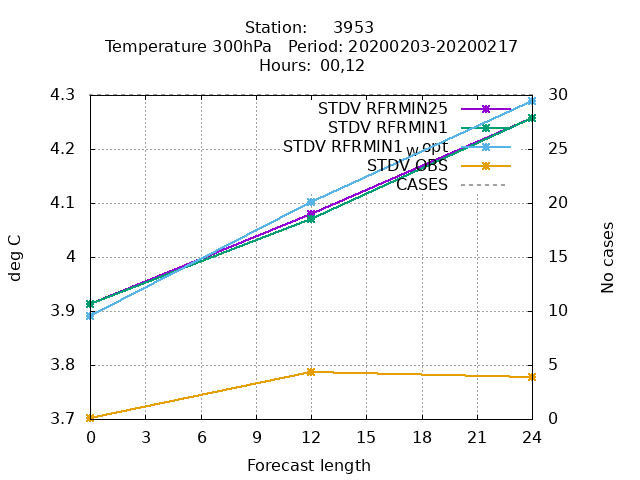 Station: 3953
Temperature 300hPa Period: 20200203-20200217
Hours: 00,12
4.3
4.2
4.1
4
3.9
3.8
3.7
30
25
20
15
10
5
0
STDV RFRMIN25
STDV RFRMIN1
STDV RFRMIN1wopt
STDV OBS
CASES
deg C
No cases
0 3 6 9 12 15 18 21 24
Forecast length